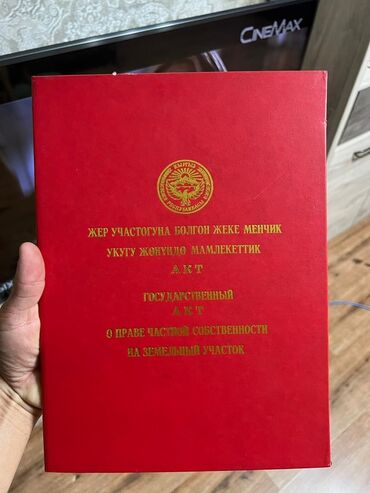 CINEMAX
ЖЕР УЧАСТОГУНА БОЛГОН ЖЕКЕ МЕНЧИК
УКУГУ ЖӨНҮНДӨ МАМЛЕКЕТТИК
АКТ
ГОСУДАРСТВЕННЫЙ
АКТ
О ПРАВЕ ЧАСТНОЙ СОБСТВЕННОСТИ
НА ЗЕМЕЛЬНЫЙ УЧАСТОК